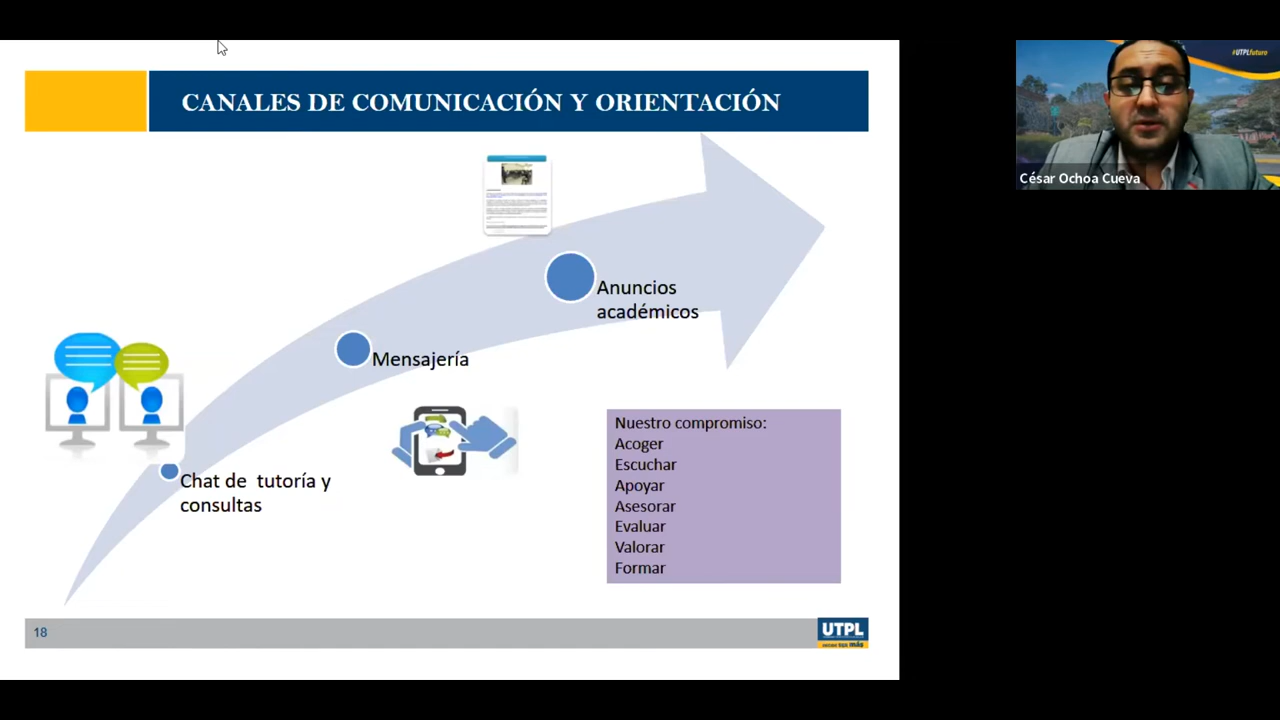 CANALES DE COMUNICACIÓN Y ORIENTACIÓN
Anuncios
académicos
Mensajería
Chat de tutoría y
consultas
Nuestro compromiso:
Acoger
Escuchar
Apoyar
Asesorar
Evaluar
Valorar
Formar
18
UTPL
#UTPLfuturo
César Ochoa Cueva